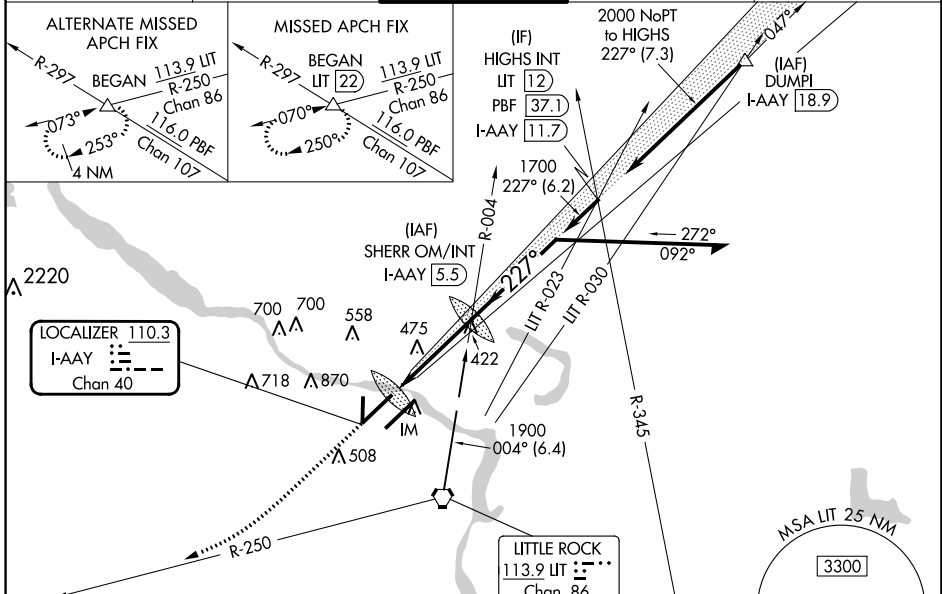 ALTERNATE MISSED
APCH FIX
R-297
BEGAN
113.9 LIT
R-250
Chan 86
073°
253°
4 NM
116.0 PBF
Chan 107
MISSED APCH FIX
R-297
BEGAN
LIT 22
113.9 LIT
R-250
Chan 86
070°
250°
116.0 PBF
Chan 107
(IF)
HIGHS INT
LIT 12
PBF 37.1
I-AAY 11.7
2000 NoPT
to HIGHS
227° (7.3)
047°
(IAF)
DUMPI
I-AAY 18.9
1700
227° (6.2)
R-004
(IAF)
SHERR OM/INT
I-AAY 5.5
227°
272°
092°
LIT R-023
LIT R-030
2220
700
700
558
475
422
LOCALIZER 110.3
I-AAY
Chan 40
718
870
IM
508
1900
004° (6.4)
R-345
R-250
LITTLE ROCK
113.9 LIT
Chan 86
MSA LIT 25 NM
3300